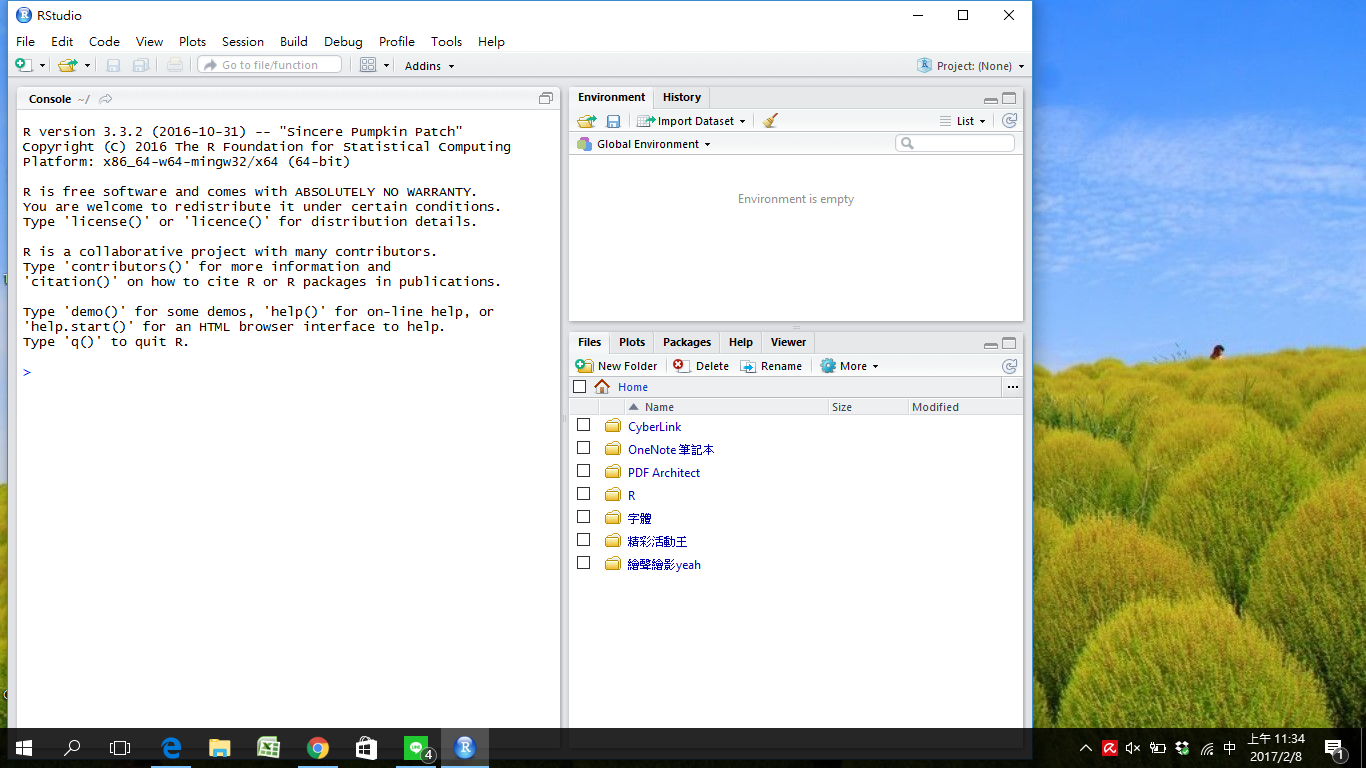 RStudio
File Edit Code View Plots Session Build Debug Profile Tools Help
Go to file/function Addins Project: (None)
Console ~/
R version 3.3.2 (2016-10-31) -- "Sincere Pumpkin Patch"
Copyright (C) 2016 The R Foundation for Statistical Computing
Platform: x86_64-w64-mingw32/x64 (64-bit)
R is free software and comes with ABSOLUTELY NO WARRANTY.
You are welcome to redistribute it under certain conditions.
Type 'license()' or 'licence()' for distribution details.
R is a collaborative project with many contributors.
Type 'contributors()' for more information and
'citation()' on how to cite R or R packages in publications.
Type 'demo()' for some demos, 'help()' for on-line help, or
'help.start()' for an HTML browser interface to help.
Type 'q()' to quit R.
>
Environment History
Import Dataset List
Global Environment
Environment is empty
Files Plots Packages Help Viewer
New Folder Delete Rename More
Home ...
Name Size Modified
CyberLink
OneNote 筆記本
PDF Architect
R
字體
精彩活動王
繪聲繪影yeah
LINE 4 R
中
上午 11:34
2017/2/8
1